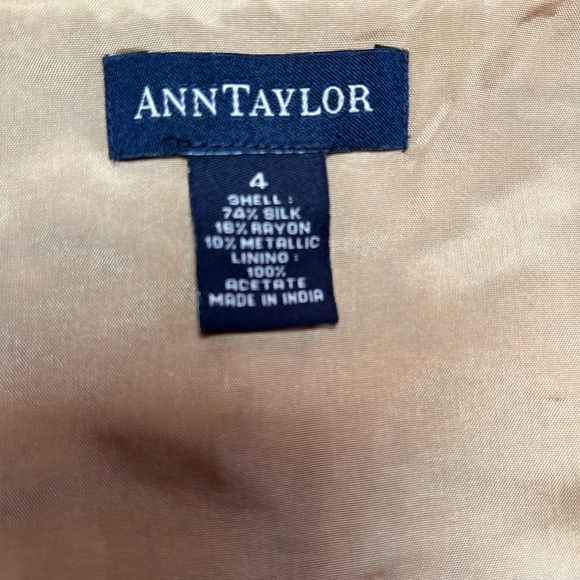 ANNTAYLOR
4
SHELL :
74% SILK
16% RAYON
10% METALLIC
LINING :
100%
ACETATE
MADE IN INDIA